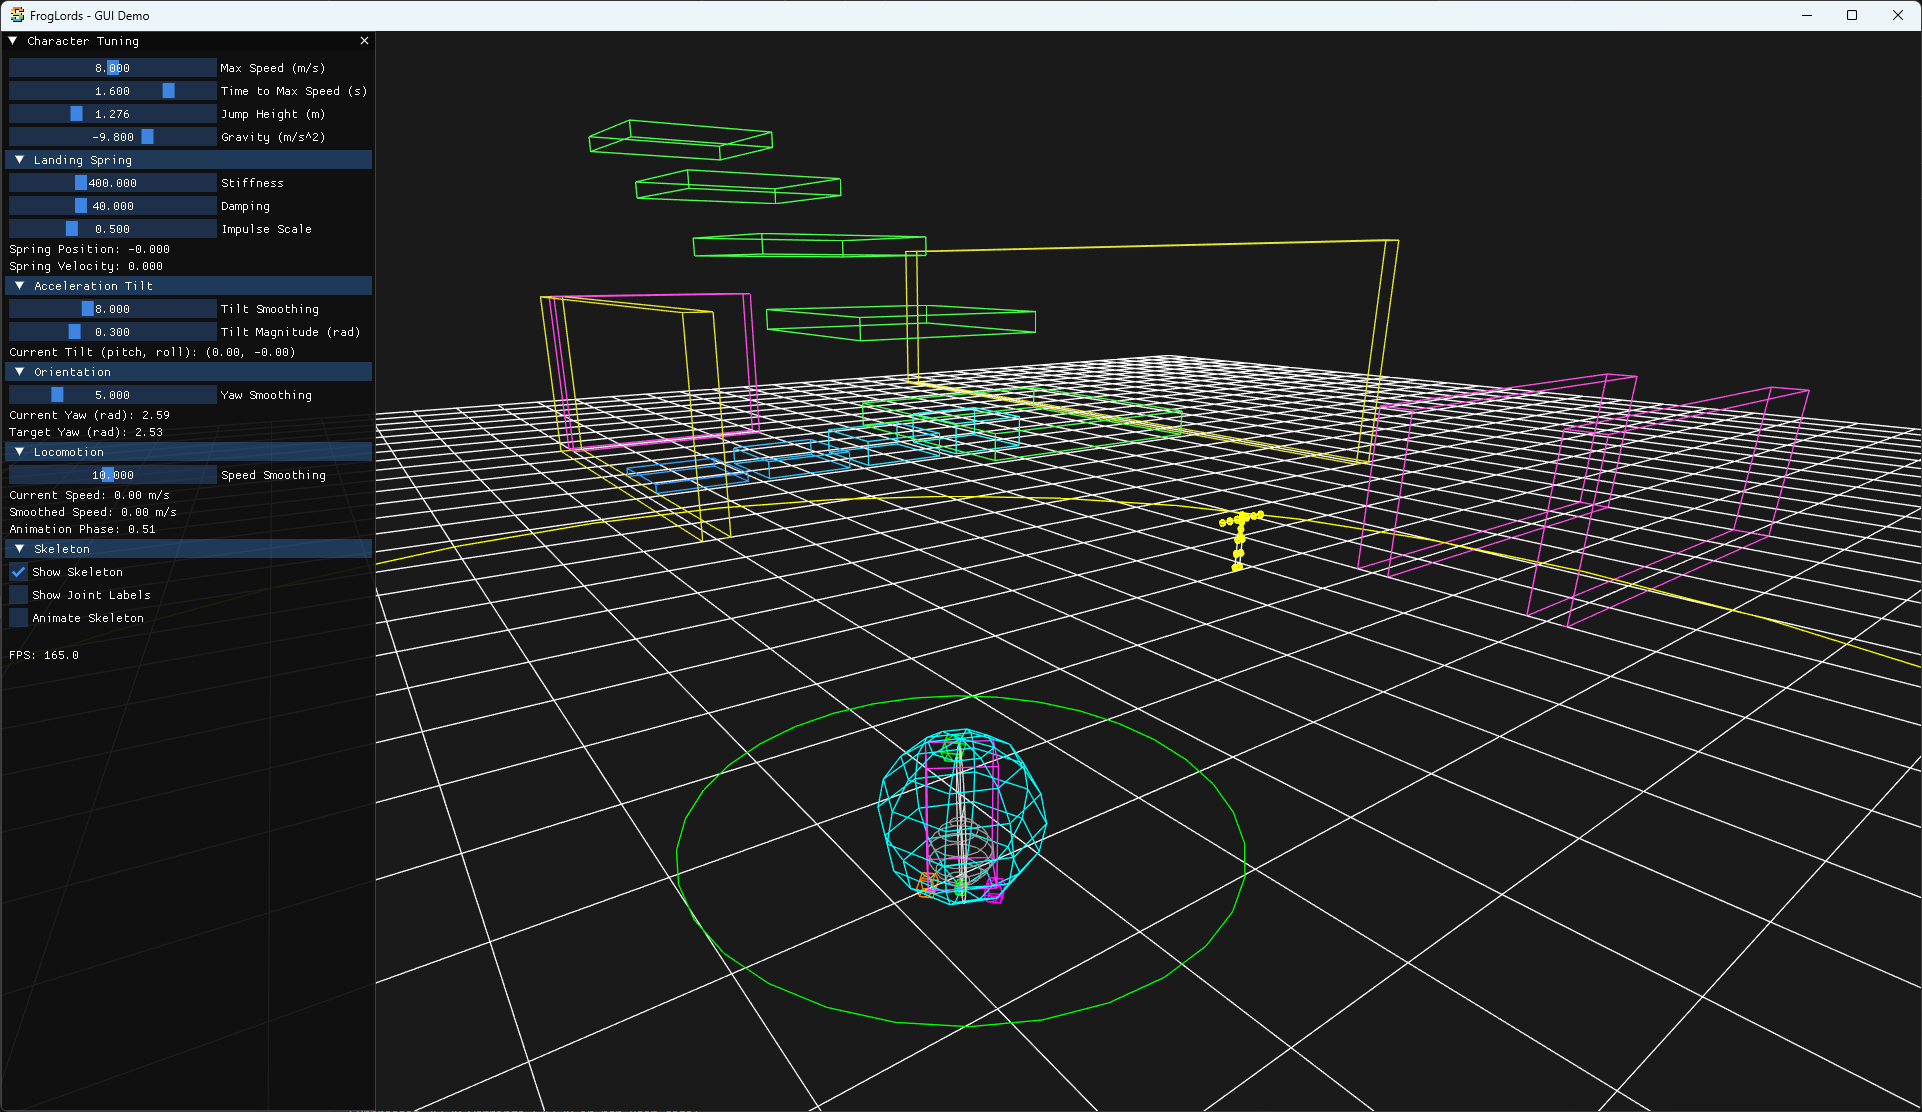 FrogLords - GUI Demo
Character Tuning
8.000 Max Speed (m/s)
1.600 Time to Max Speed (s)
1.276 Jump Height (m)
-9.800 Gravity (m/s^2)
Landing Spring
400.000 Stiffness
40.000 Damping
0.500 Impulse Scale
Spring Position: -0.000
Spring Velocity: 0.000
Acceleration Tilt
8.000 Tilt Smoothing
0.300 Tilt Magnitude (rad)
Current Tilt (pitch, roll): (0.00, -0.00)
Orientation
5.000 Yaw Smoothing
Current Yaw (rad): 2.59
Target Yaw (rad): 2.53
Locomotion
10.000 Speed Smoothing
Current Speed: 0.00 m/s
Smoothed Speed: 0.00 m/s
Animation Phase: 0.51
Skeleton
Show Skeleton
Show Joint Labels
Animate Skeleton
FPS: 165.0